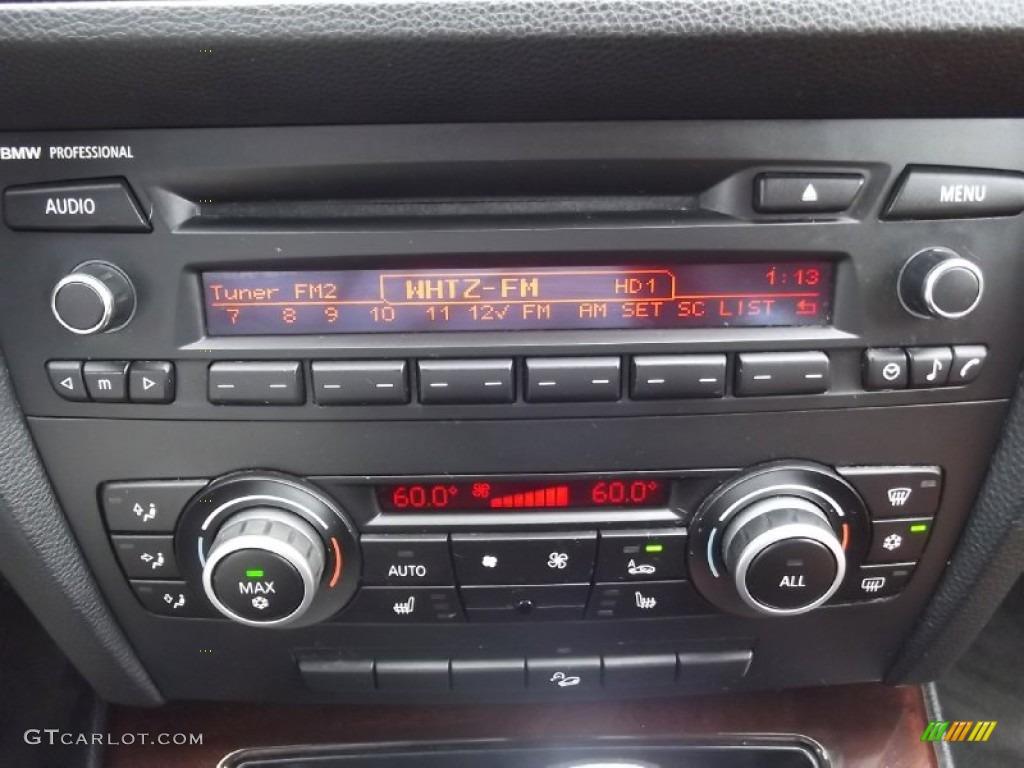 BMW PROFESSIONAL
AUDIO
MENU
Tuner FM2 WHTZ-FM HD1 1:13
7 8 9 10 11 12√ FM AM SET SC LIST
m
60.0° 60.0°
MAX
AUTO
A
ALL
GTCARLOT.COM